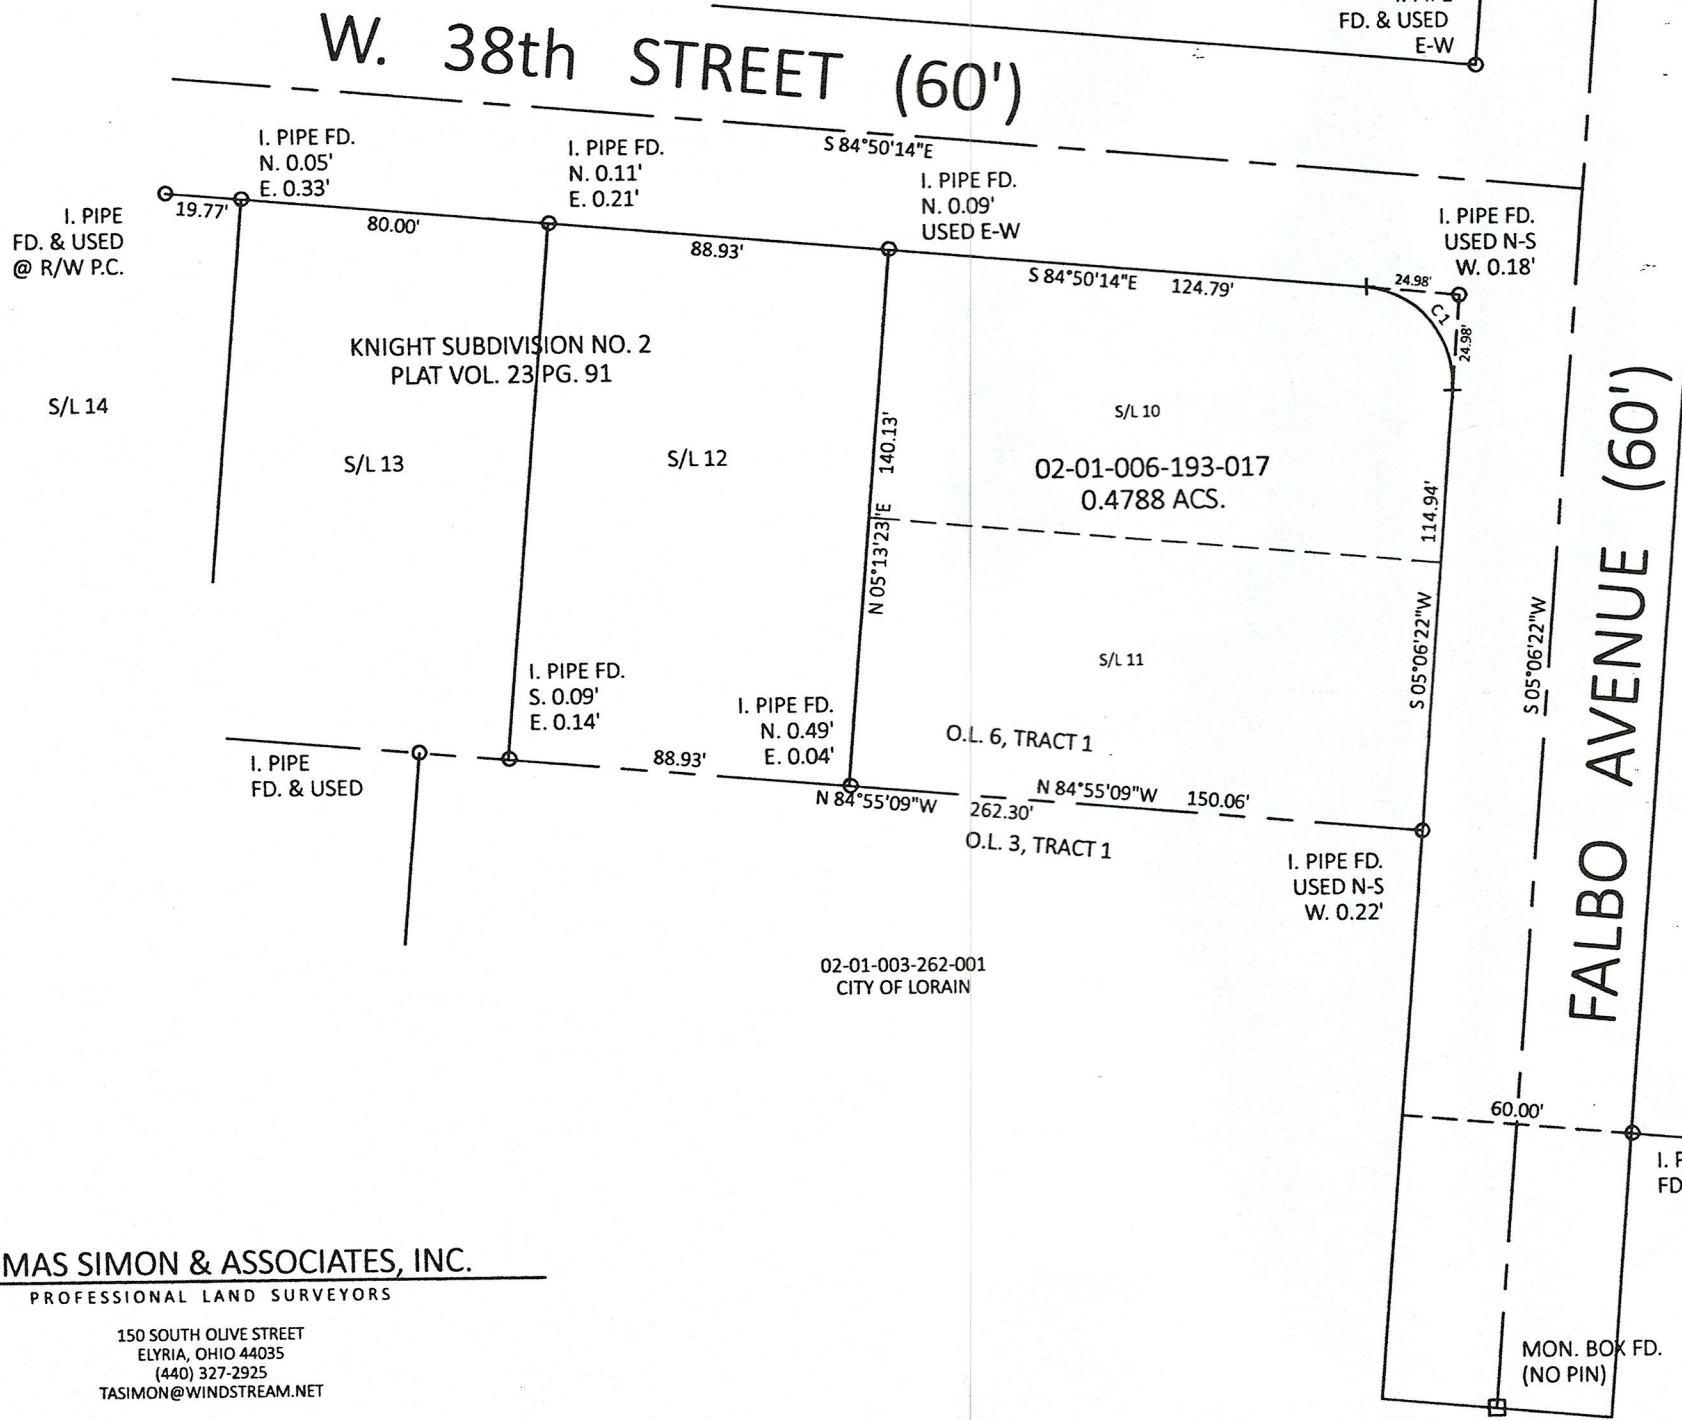 FD. & USED
E-W
W. 38th STREET (60')
S 84°50'14"E
I. PIPE FD.
N. 0.05'
E. 0.33'
I. PIPE FD.
N. 0.11'
E. 0.21'
I. PIPE FD.
N. 0.09'
USED E-W
I. PIPE FD.
USED N-S
W. 0.18'
I. PIPE
FD. & USED
@ R/W P.C.
19.77'
80.00'
88.93'
S 84°50'14"E 124.79'
24.98'
C1
24.98'
KNIGHT SUBDIVISION NO. 2
PLAT VOL. 23 PG. 91
S/L 14
S/L 13
S/L 12
N 05°13'23"E 140.13'
S/L 10
02-01-006-193-017
0.4788 ACS.
114.94'
S 05°06'22"W
S 05°06'22"W
FALBO AVENUE (60')
S/L 11
I. PIPE FD.
S. 0.09'
E. 0.14'
I. PIPE FD.
N. 0.49'
E. 0.04'
O.L. 6, TRACT 1
I. PIPE
FD. & USED
88.93'
N 84°55'09"W 262.30'
N 84°55'09"W 150.06'
O.L. 3, TRACT 1
I. PIPE FD.
USED N-S
W. 0.22'
02-01-003-262-001
CITY OF LORAIN
60.00'
I. P
FD
MAS SIMON & ASSOCIATES, INC.
PROFESSIONAL LAND SURVEYORS
150 SOUTH OLIVE STREET
ELYRIA, OHIO 44035
(440) 327-2925
TASIMON@WINDSTREAM.NET
MON. BOX FD.
(NO PIN)